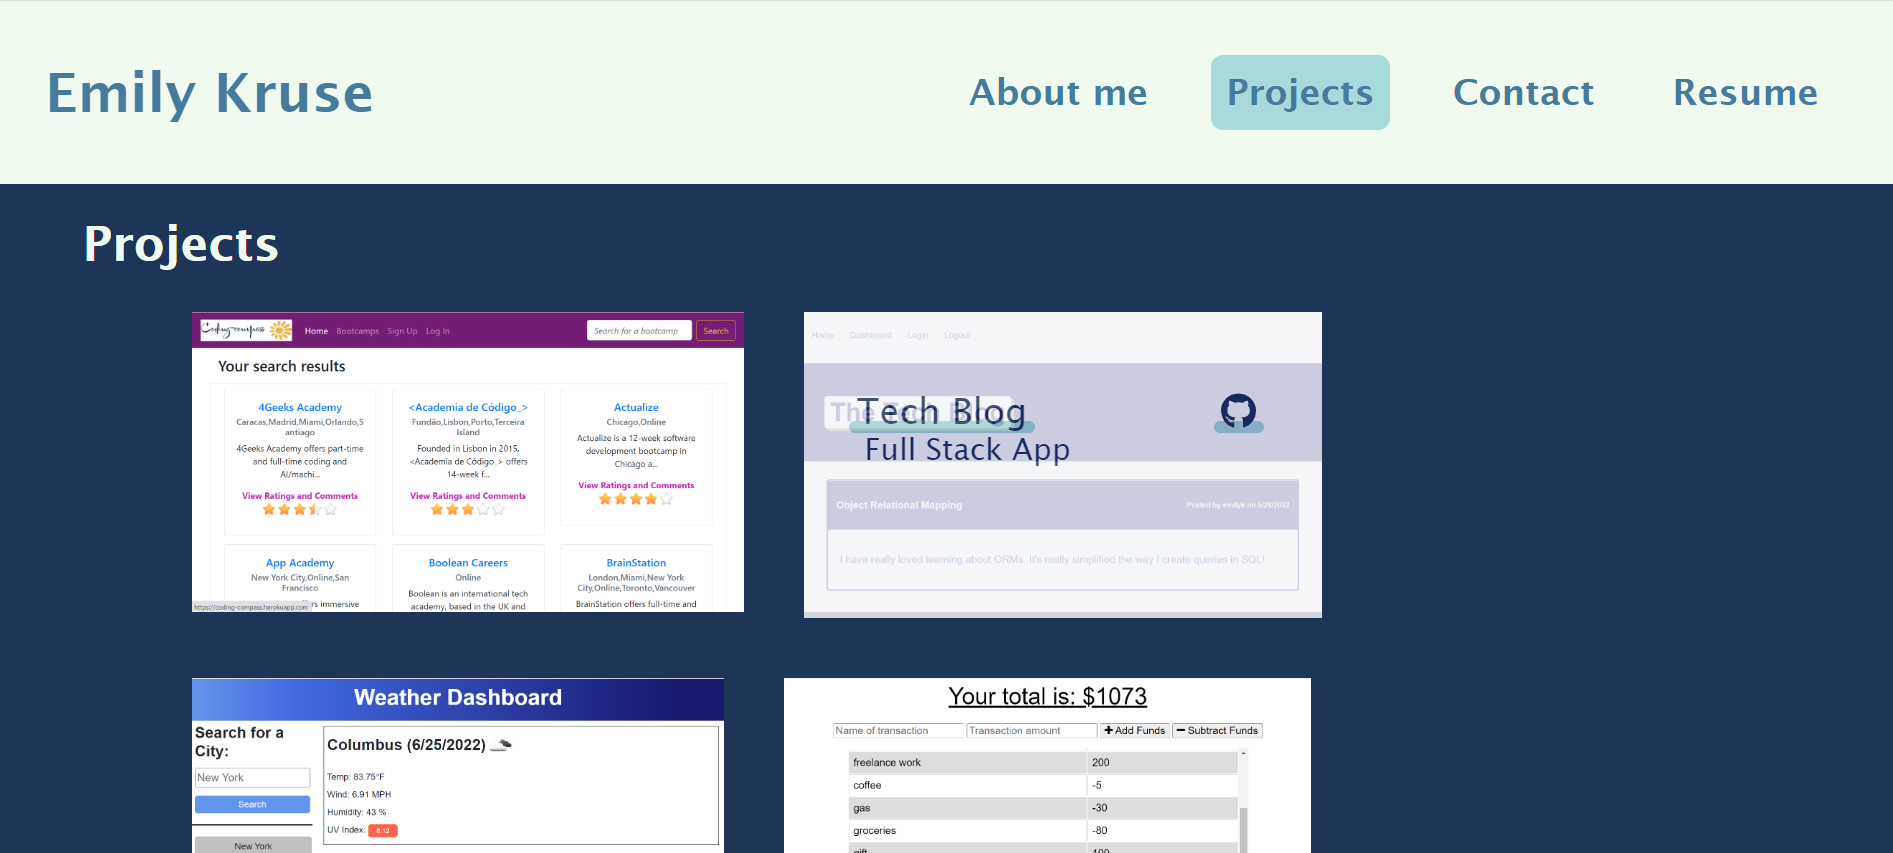 Emily Kruse
About me Projects Contact Resume
Projects
Coding-compass Home Bootcamps Sign Up Log In Search for a bootcamp Search
Your search results
4Geeks Academy
Caracas,Madrid,Miami,Orlando,S
antiago
4Geeks Academy offers part-time
and full-time coding and
AI/machi...
View Ratings and Comments
<Academia de Código_>
Fundão,Lisbon,Porto,Terceira
Island
Founded in Lisbon in 2015,
<Academia de Código_> offers
14-week f...
View Ratings and Comments
Actualize
Chicago,Online
Actualize is a 12-week software
development bootcamp in
Chicago a...
View Ratings and Comments
App Academy
New York City,Online,San
Francisco
rs immersive
https://coding-compass.herokuapp.com
Boolean Careers
Online
Boolean is an international tech
academy, based in the UK and
BrainStation
London,Miami,New York
City,Online,Toronto,Vancouver
BrainStation offers full-time and
Home Dashboard Login Logout
The Tech Blog
Tech Blog
Full Stack App
Object Relational Mapping Posted by emilyk on 5/28/2022
I have really loved learning about ORMs. It's really simplified the way I create queries in SQL!
Weather Dashboard
Search for a
City:
New York
Search
New York
Columbus (6/25/2022)
Temp: 83.75°F
Wind: 6.91 MPH
Humidity: 43 %
UV Index: 8.12
Your total is: $1073
Name of transaction Transaction amount Add Funds Subtract Funds
freelance work 200
coffee -5
gas -30
groceries -80
gift 100